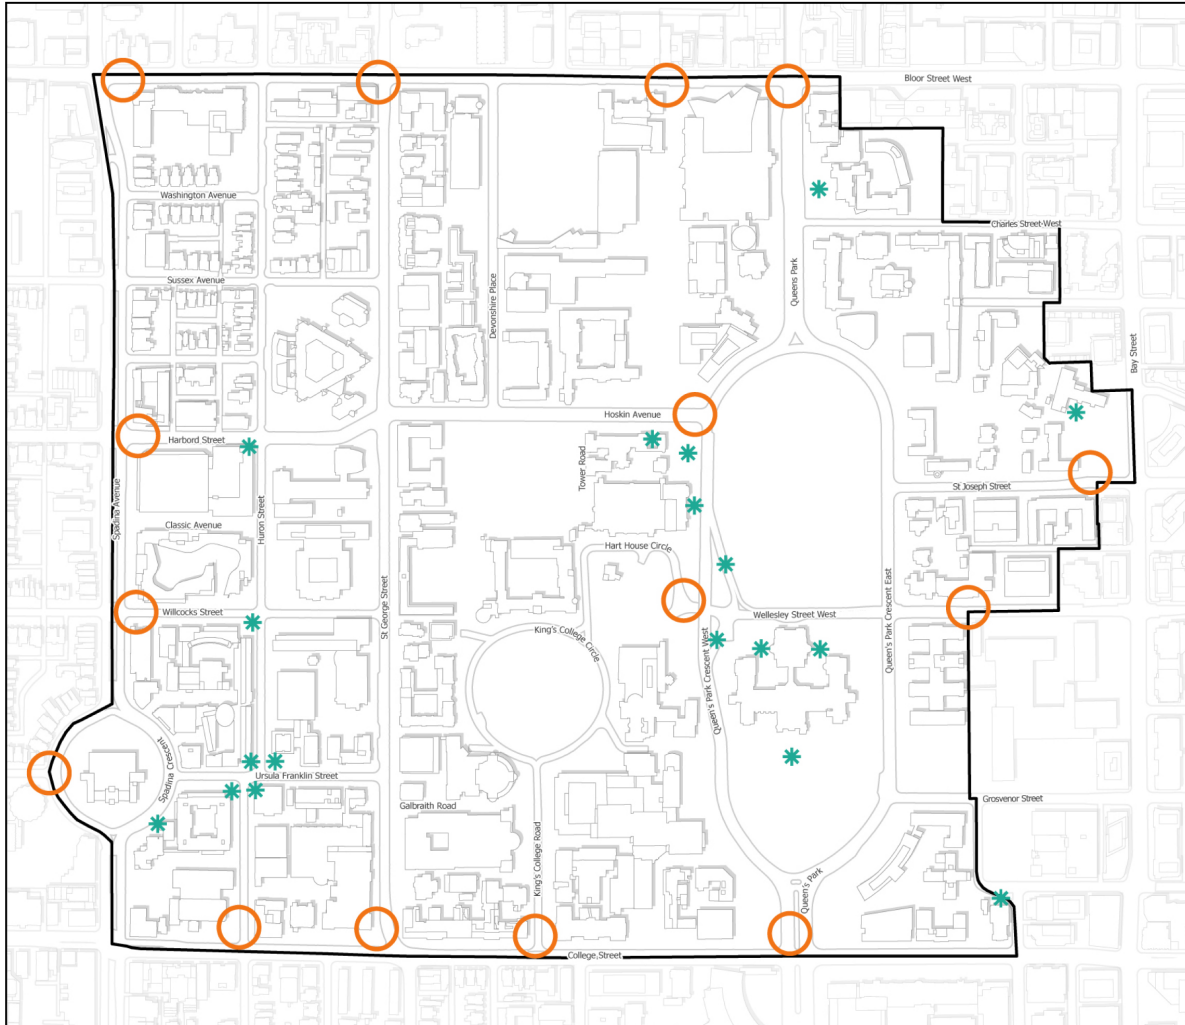 Bloor Street West
Washington Avenue
Charles Street West
Sussex Avenue
Devonshire Place
Queens Park
Bay Street
Hoskin Avenue
Harbord Street
Tower Road
St Joseph Street
Spadina Avenue
Huron Street
Classic Avenue
Hart House Circle
St George Street
Queen's Park Crescent East
Willcocks Street
Wellesley Street West
King's College Circle
Queen's Park Crescent West
Spadina Crescent
Ursula Franklin Street
Galbraith Road
Grosvenor Street
King's College Road
Queen's Park
College Street